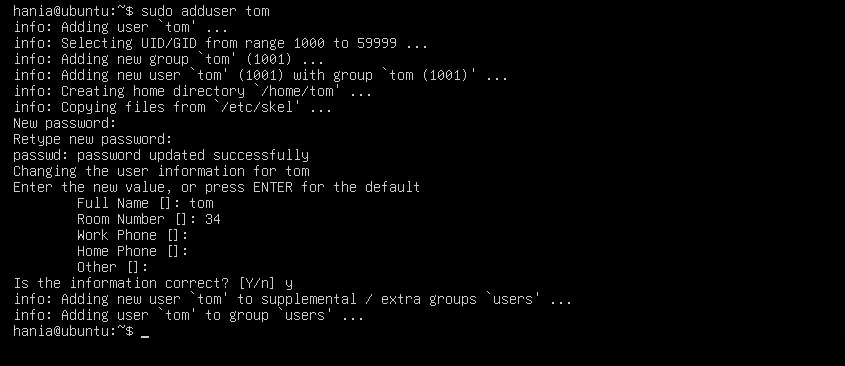 hania@ubuntu:~$ sudo adduser tom
info: Adding user `tom' ...
info: Selecting UID/GID from range 1000 to 59999 ...
info: Adding new group `tom' (1001) ...
info: Adding new user `tom' (1001) with group `tom (1001)' ...
info: Creating home directory `/home/tom' ...
info: Copying files from `/etc/skel' ...
New password:
Retype new password:
passwd: password updated successfully
Changing the user information for tom
Enter the new value, or press ENTER for the default
        Full Name []: tom
        Room Number []: 34
        Work Phone []:
        Home Phone []:
        Other []:
Is the information correct? [Y/n] y
info: Adding new user `tom' to supplemental / extra groups `users' ...
info: Adding user `tom' to group `users' ...
hania@ubuntu:~$ _